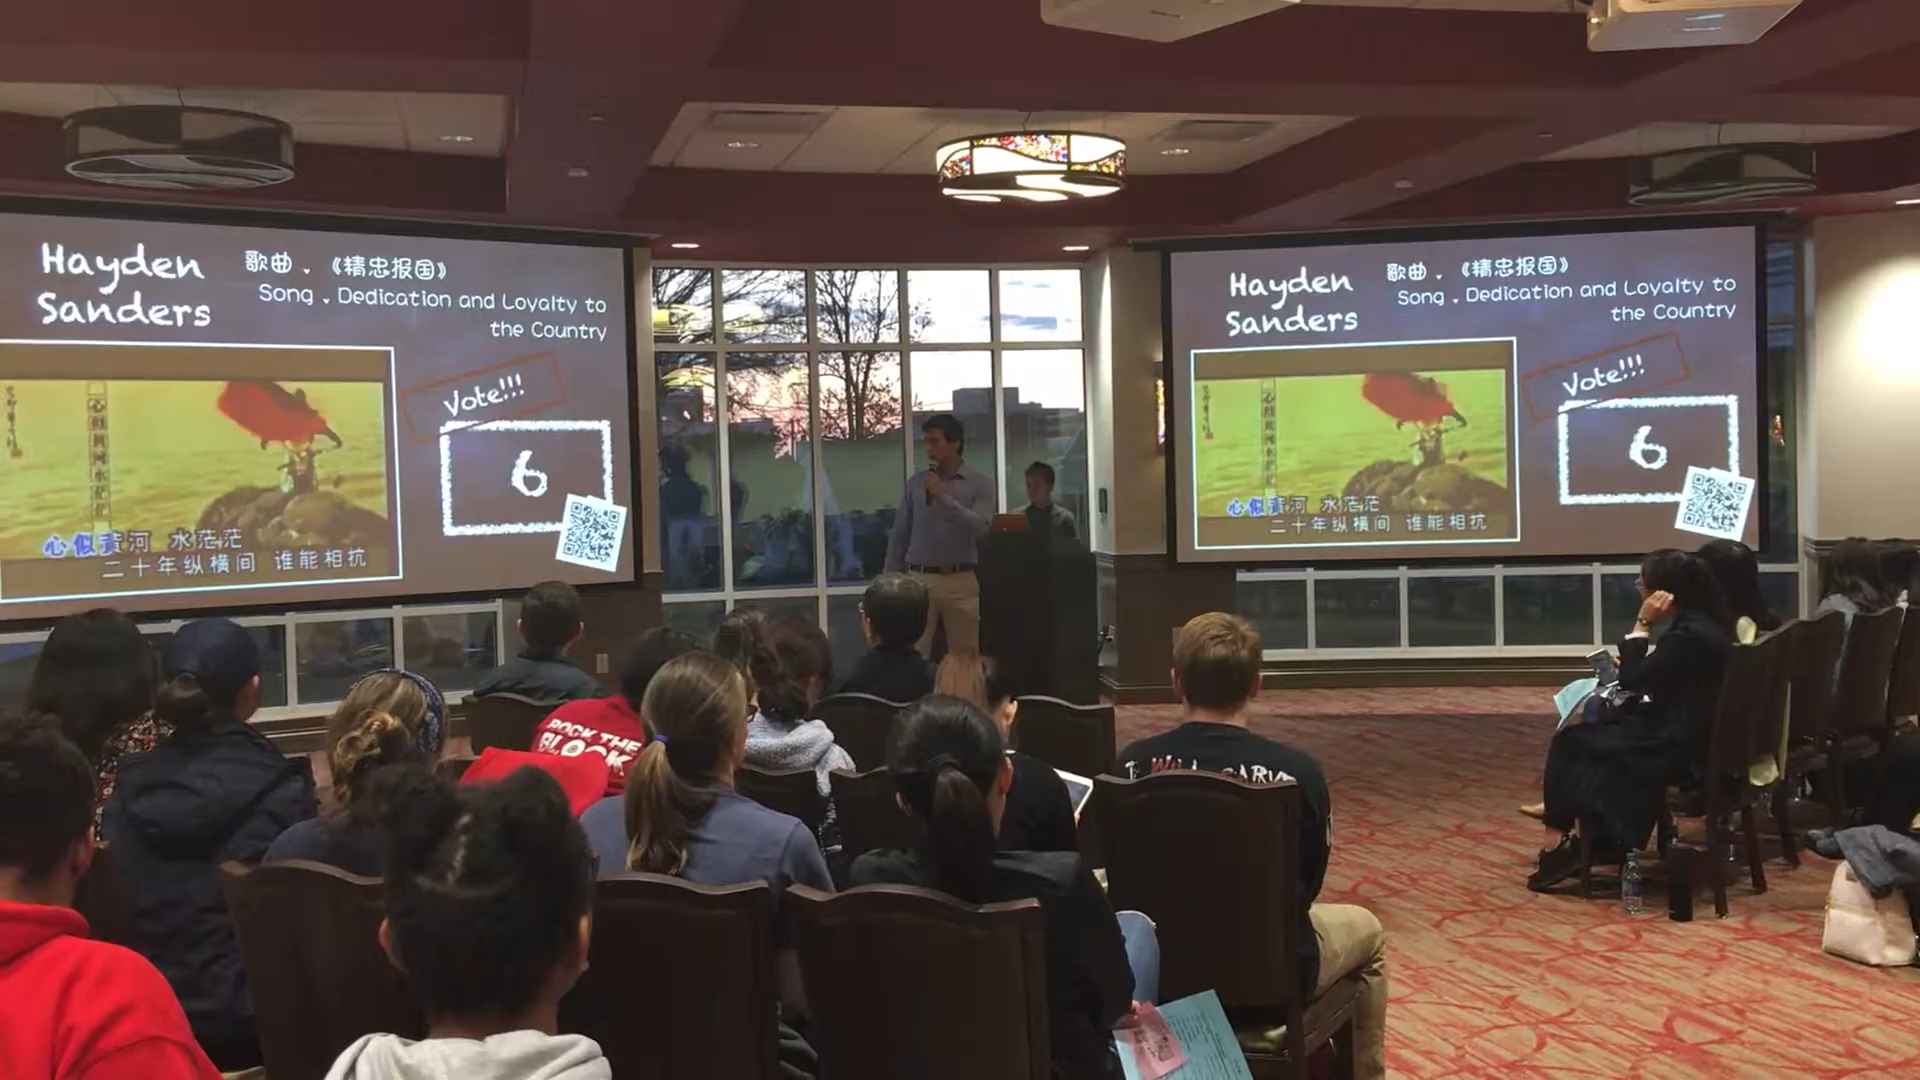 Hayden
Sanders
歌曲.《精忠报国》
Song. Dedication and Loyalty to
the Country
Vote!!!
6
心似黄河 水茫茫
二十年纵横间 谁能相抗
Hayden
Sanders
歌曲.《精忠报国》
Song. Dedication and Loyalty to
the Country
Vote!!!
6
心似黄河 水茫茫
二十年纵横间 谁能相抗
ROCK THE
BLOCK